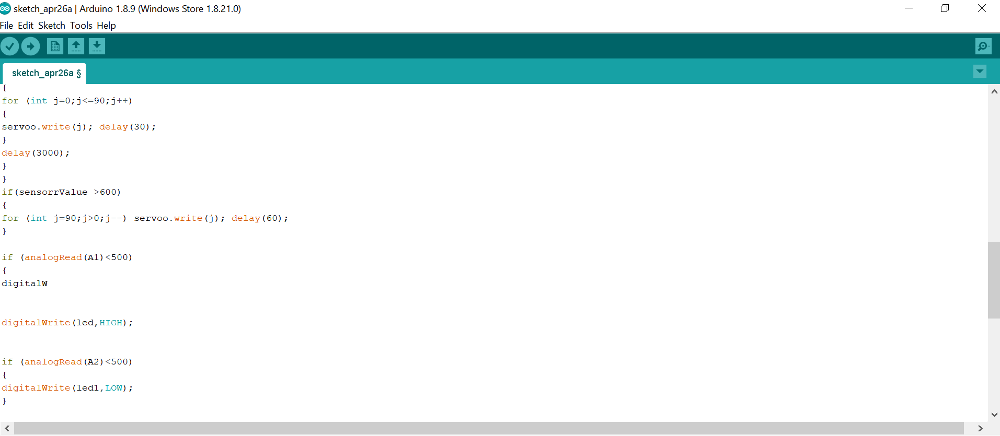 sketch_apr26a | Arduino 1.8.9 (Windows Store 1.8.21.0)
File Edit Sketch Tools Help
sketch_apr26a §
{
for (int j=0;j<=90;j++)
{
servoo.write(j); delay(30);
}
delay(3000);
}
}
if(sensorrValue >600)
{
for (int j=90;j>0;j--) servoo.write(j); delay(60);
}
if (analogRead(A1)<500)
{
digitalW
digitalWrite(led,HIGH);
if (analogRead(A2)<500)
{
digitalWrite(led1,LOW);
}